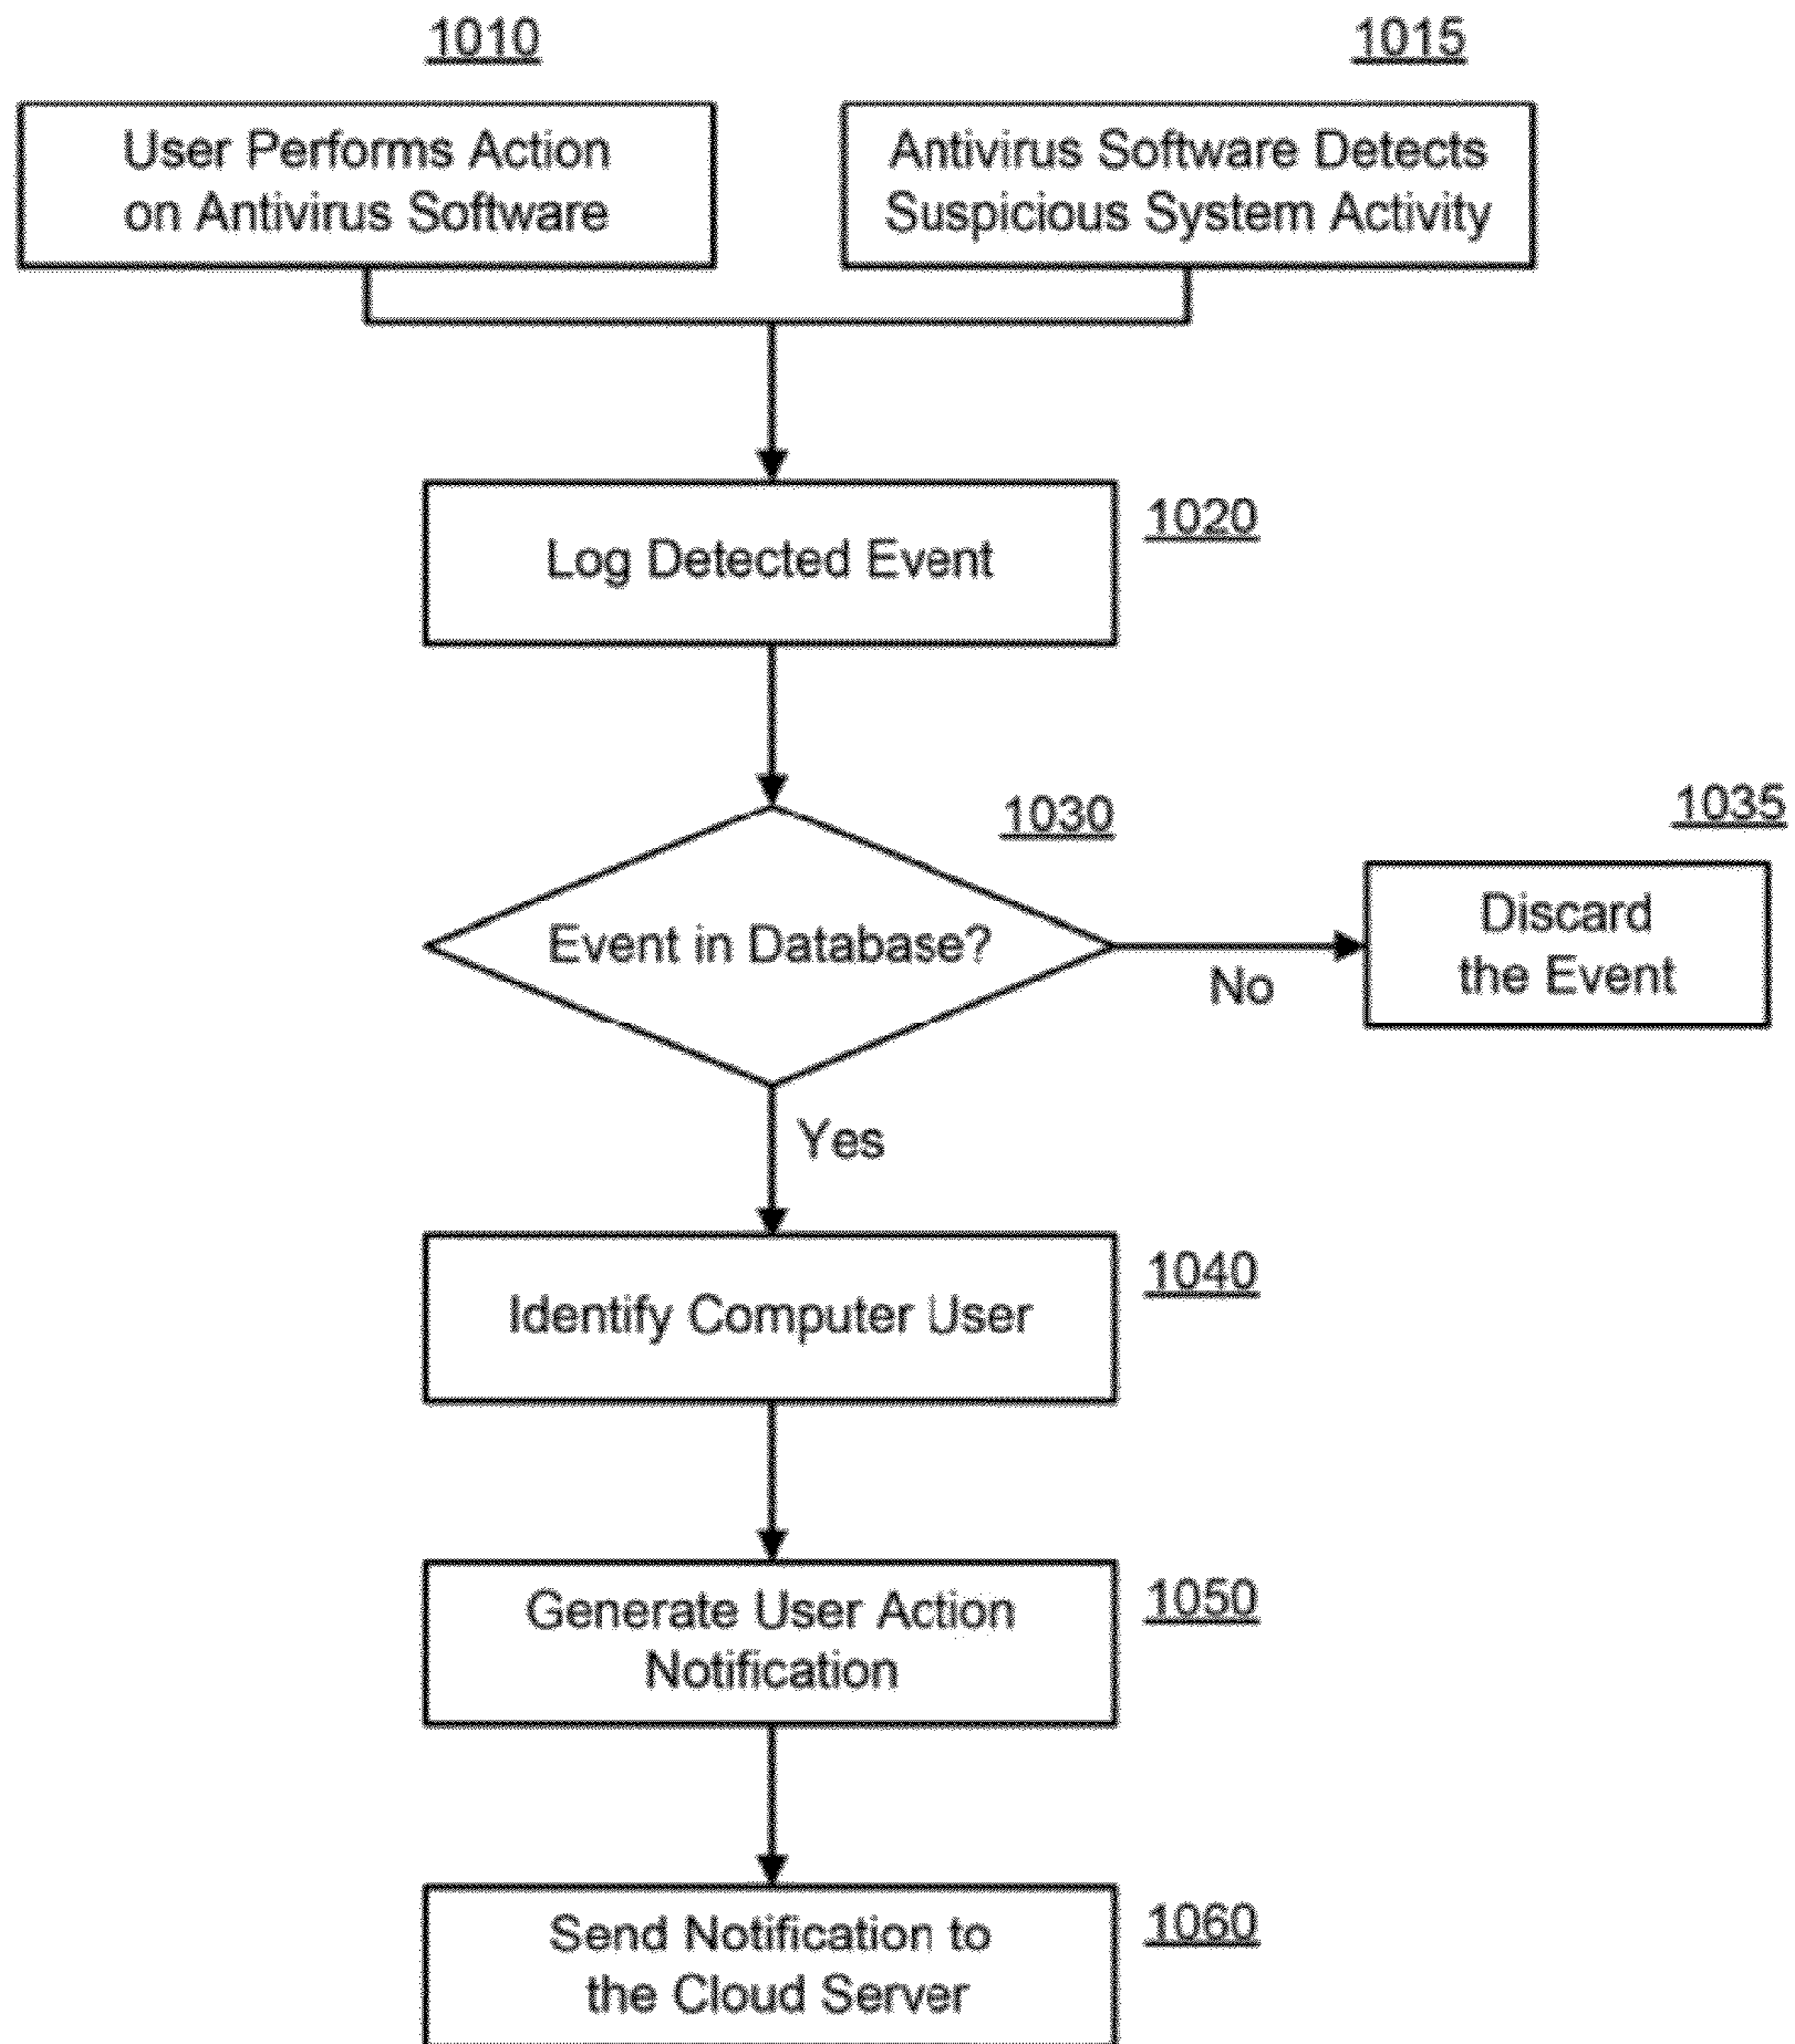 1010
1015
User Performs Action
on Antivirus Software
Antivirus Software Detects
Suspicious System Activity
Log Detected Event
1020
1030
1035
Event in Database?
No
Discard
the Event
Yes
Identify Computer User
1040
Generate User Action
Notification
1050
Send Notification to
the Cloud Server
1060